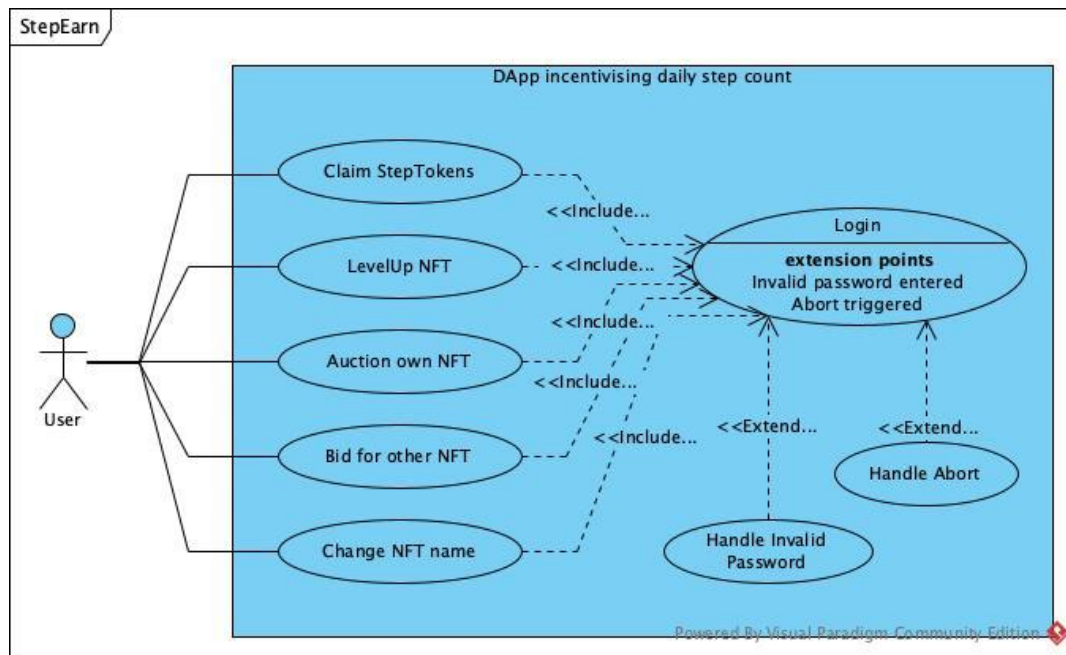 StepEarn
DApp incentivising daily step count
Claim StepTokens
<<Include...
Login
extension points
Invalid password entered
Abort triggered
LevelUp NFT
<<Include...
Auction own NFT
<<Include...
<<Include...
User
Bid for other NFT
<<Include...
<<Extend...
<<Extend...
Handle Abort
Change NFT name
Handle Invalid
Password
Powered By Visual Paradigm Community Edition